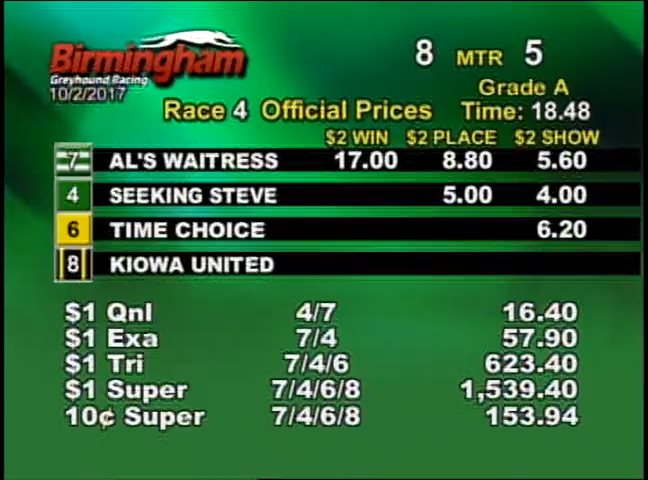 Birmingham
Greyhound Racing
10/2/2017
8 MTR 5
Grade A
Race 4 Official Prices Time: 18.48
$2 WIN $2 PLACE $2 SHOW
7 AL'S WAITRESS 17.00 8.80 5.60
4 SEEKING STEVE 5.00 4.00
6 TIME CHOICE 6.20
8 KIOWA UNITED
$1 Qnl 4/7 16.40
$1 Exa 7/4 57.90
$1 Tri 7/4/6 623.40
$1 Super 7/4/6/8 1,539.40
10¢ Super 7/4/6/8 153.94